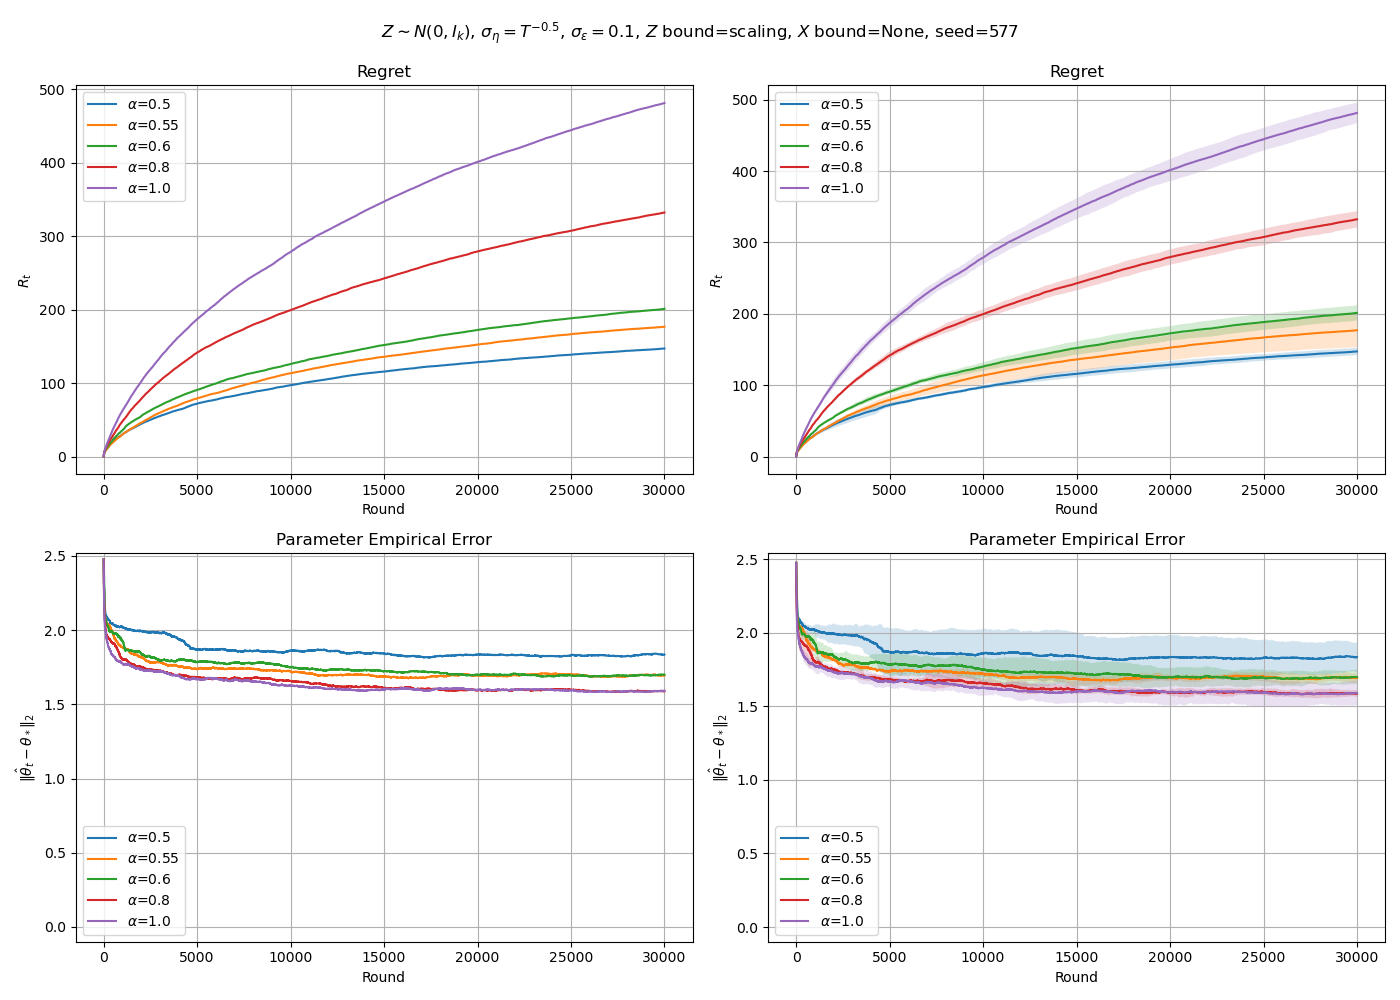 Z ∼ N(0, I_k), σ_η = T^{-0.5}, σ_ε = 0.1, Z bound=scaling, X bound=None, seed=577
Regret
R_t
500
400
300
200
100
0
α=0.5
α=0.55
α=0.6
α=0.8
α=1.0
0 5000 10000 15000 20000 25000 30000
Round
Regret
R_t
500
400
300
200
100
0
α=0.5
α=0.55
α=0.6
α=0.8
α=1.0
0 5000 10000 15000 20000 25000 30000
Round
Parameter Empirical Error
‖θ̂_t − θ_*‖_2
2.5
2.0
1.5
1.0
0.5
0.0
α=0.5
α=0.55
α=0.6
α=0.8
α=1.0
0 5000 10000 15000 20000 25000 30000
Round
Parameter Empirical Error
‖θ̂_t − θ_*‖_2
2.5
2.0
1.5
1.0
0.5
0.0
α=0.5
α=0.55
α=0.6
α=0.8
α=1.0
0 5000 10000 15000 20000 25000 30000
Round